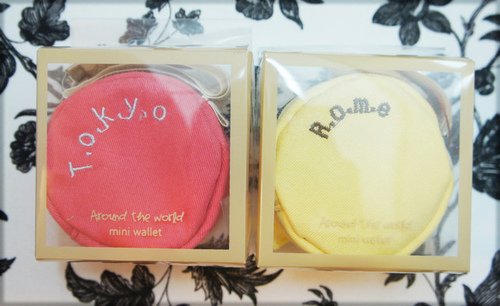 T.o.k.y.o
Around the world
mini wallet
R.o.m.e
Around the world
mini wallet